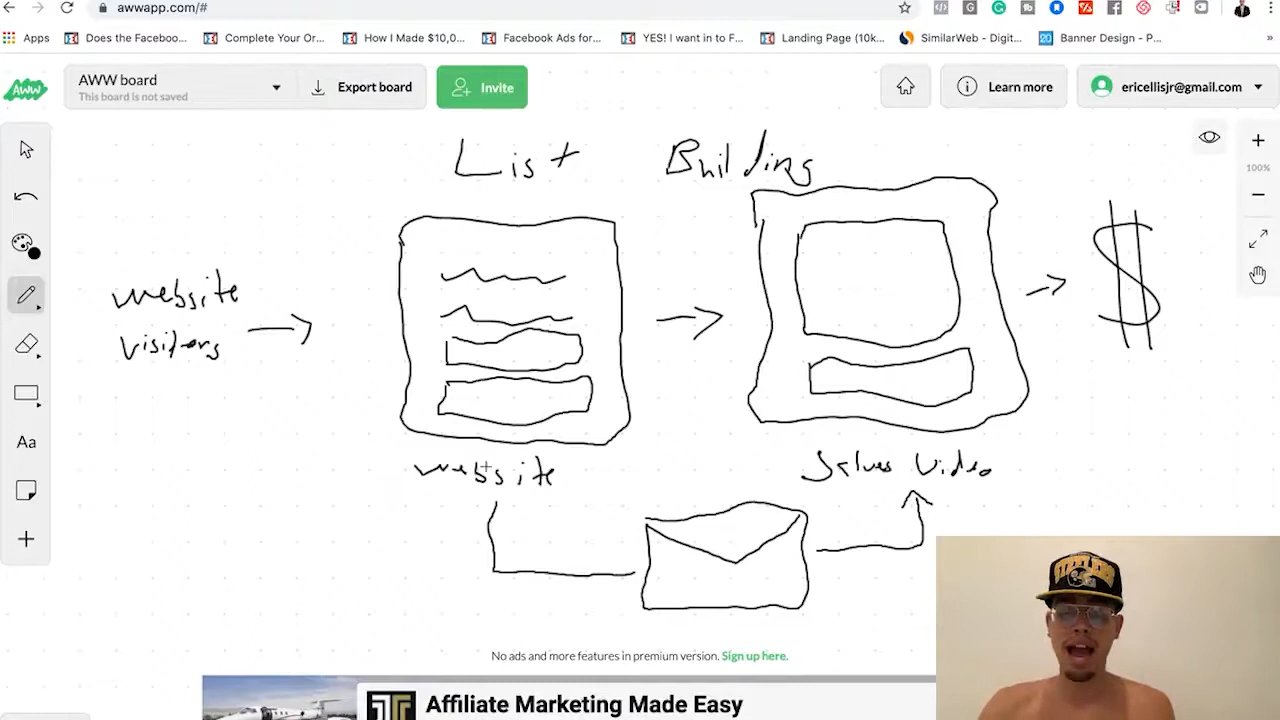 awwapp.com/#
Apps
Does the Faceboo...
Complete Your Or...
How I Made $10,0...
Facebook Ads for...
YES! I want in to F...
Landing Page (10k...
SimilarWeb - Digit...
20
Banner Design - P...
»
AWW
AWW board
This board is not saved
Export board
Invite
Learn more
ericellisjr@gmail.com
100%
Aa
List Building
website
visitors
$
website
Sales Video
No ads and more features in premium version. Sign up here.
Affiliate Marketing Made Easy
STEELERS